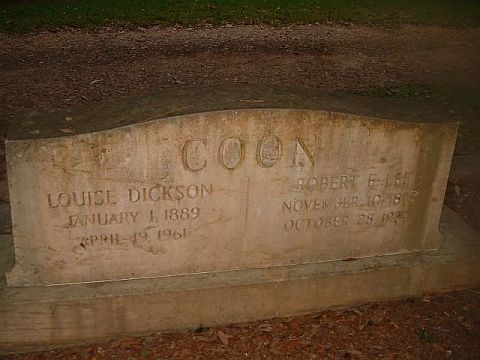 COON
LOUISE DICKSON
JANUARY 1, 1889
APRIL 19, 1961
ROBERT E. LEE
NOVEMBER 10,
OCTOBER 28,